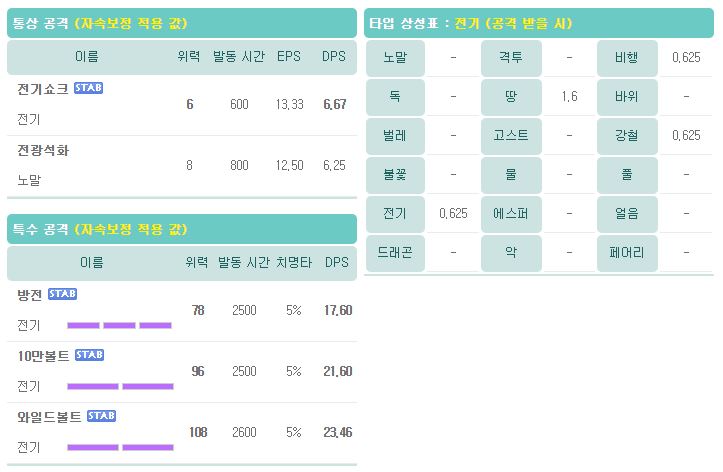 통상 공격 (자속보정 적용 값)
이름 위력 발동 시간 EPS DPS
전기쇼크 STAB
전기
6 600 13.33 6.67
전광석화
노말
8 800 12.50 6.25
특수 공격 (자속보정 적용 값)
이름 위력 발동 시간 치명타 DPS
방전 STAB
전기
78 2500 5% 17.60
10만볼트 STAB
전기
96 2500 5% 21.60
와일드볼트 STAB
전기
108 2600 5% 23.46
타입 상성표 : 전기 (공격 받을 시)
노말 - 격투 - 비행 0.625
독 - 땅 1.6 바위 -
벌레 - 고스트 - 강철 0.625
불꽃 - 물 - 풀 -
전기 0.625 에스퍼 - 얼음 -
드래곤 - 악 - 페어리 -